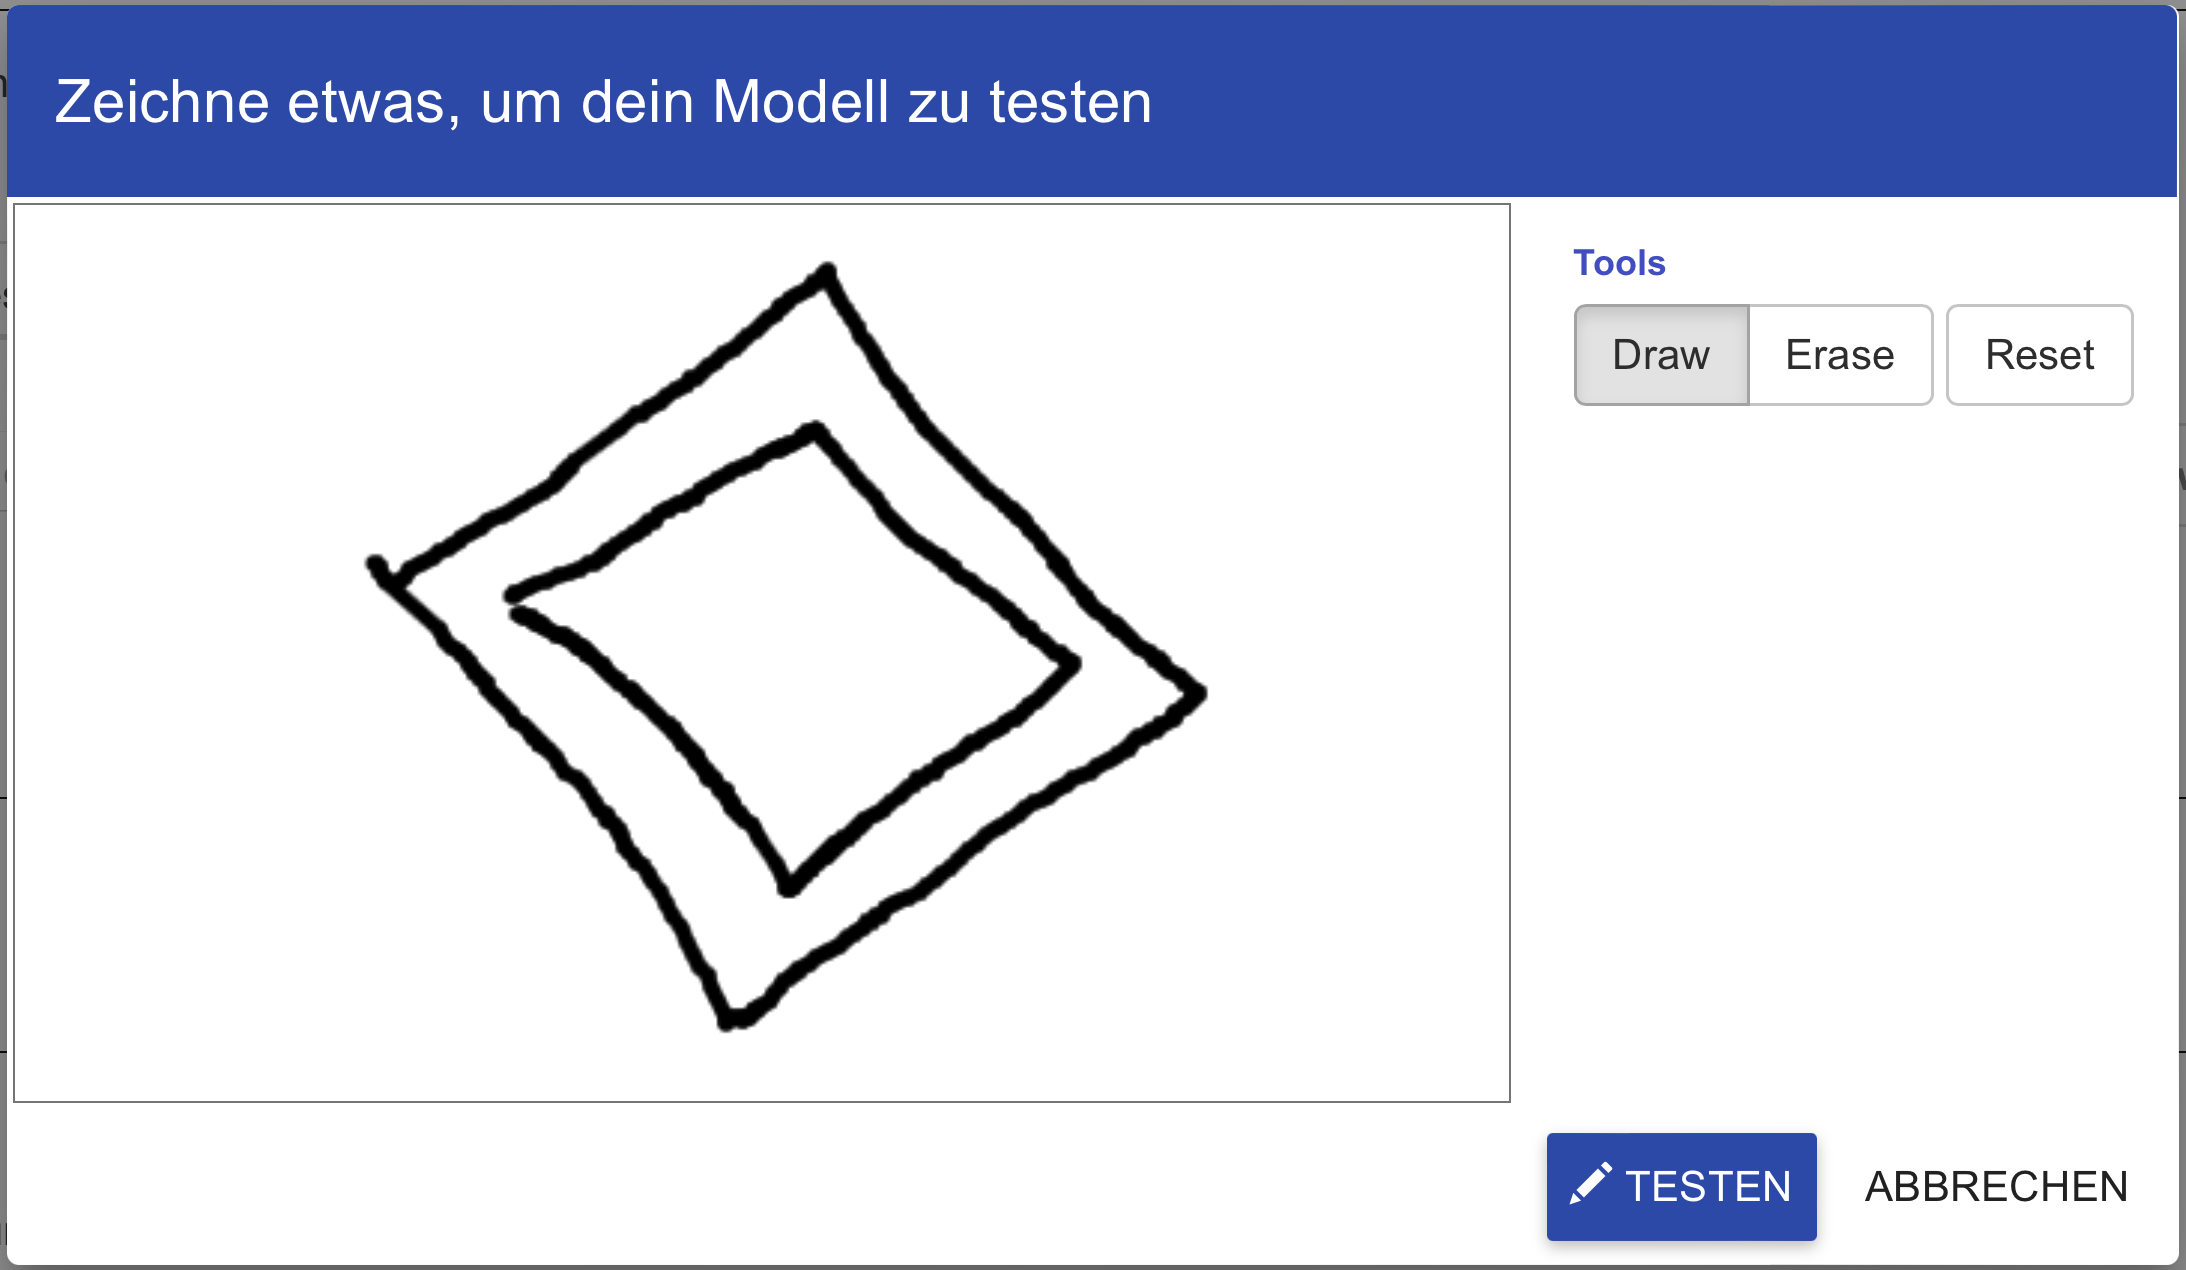 Zeichne etwas, um dein Modell zu testen
Tools
Draw Erase Reset
TESTEN ABBRECHEN